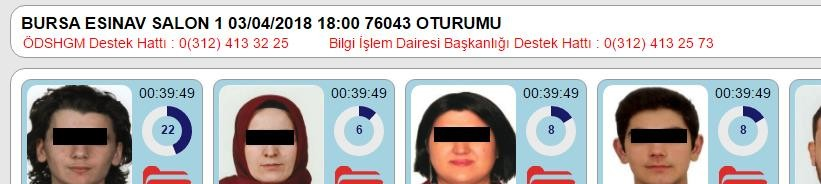 BURSA ESINAV SALON 1 03/04/2018 18:00 76043 OTURUMU
ÖDSHGM Destek Hattı : 0(312) 413 32 25 Bilgi İşlem Dairesi Başkanlığı Destek Hattı : 0(312) 413 25 73
00:39:49 00:39:49 00:39:49 00:39:49
22 6 8 8